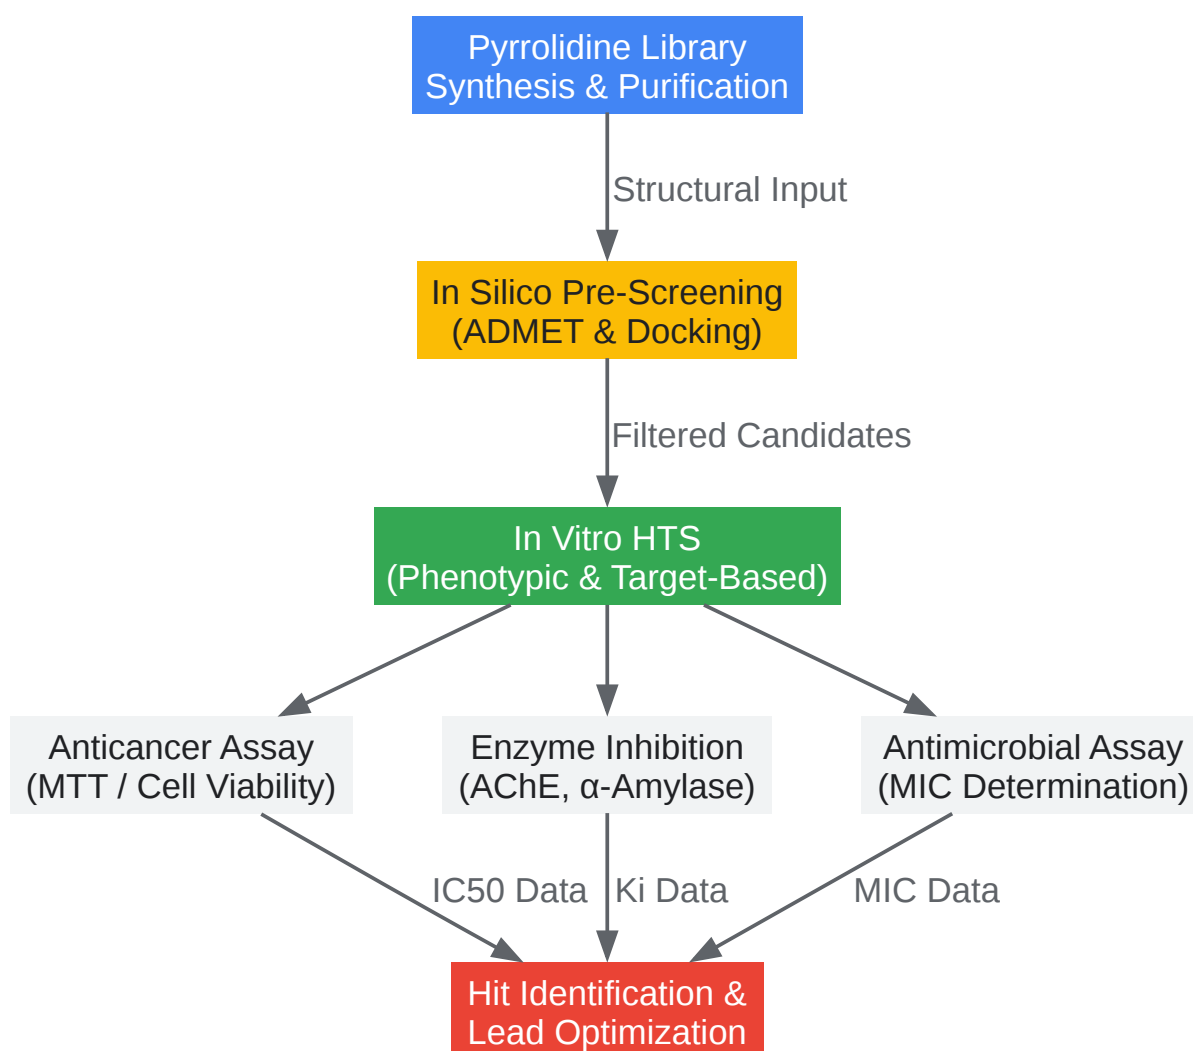 Pyrrolidine Library
Synthesis & Purification
Structural Input
In Silico Pre-Screening
(ADMET & Docking)
Filtered Candidates
In Vitro HTS
(Phenotypic & Target-Based)
Anticancer Assay
(MTT / Cell Viability)
Enzyme Inhibition
(AChE, α-Amylase)
Antimicrobial Assay
(MIC Determination)
IC50 Data
Ki Data
MIC Data
Hit Identification &
Lead Optimization